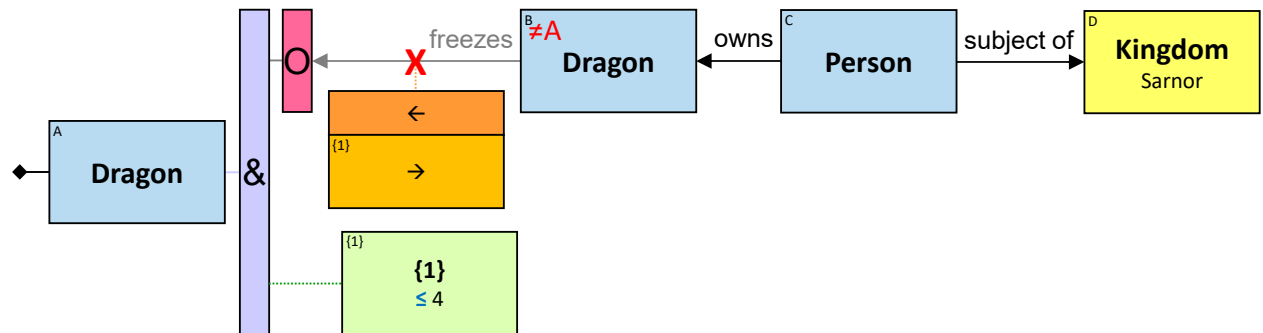 A
Dragon
&
O
freezes
X
←
{1}
→
{1}
{1}
≤ 4
B
≠A
Dragon
owns
C
Person
subject of
D
Kingdom
Sarnor